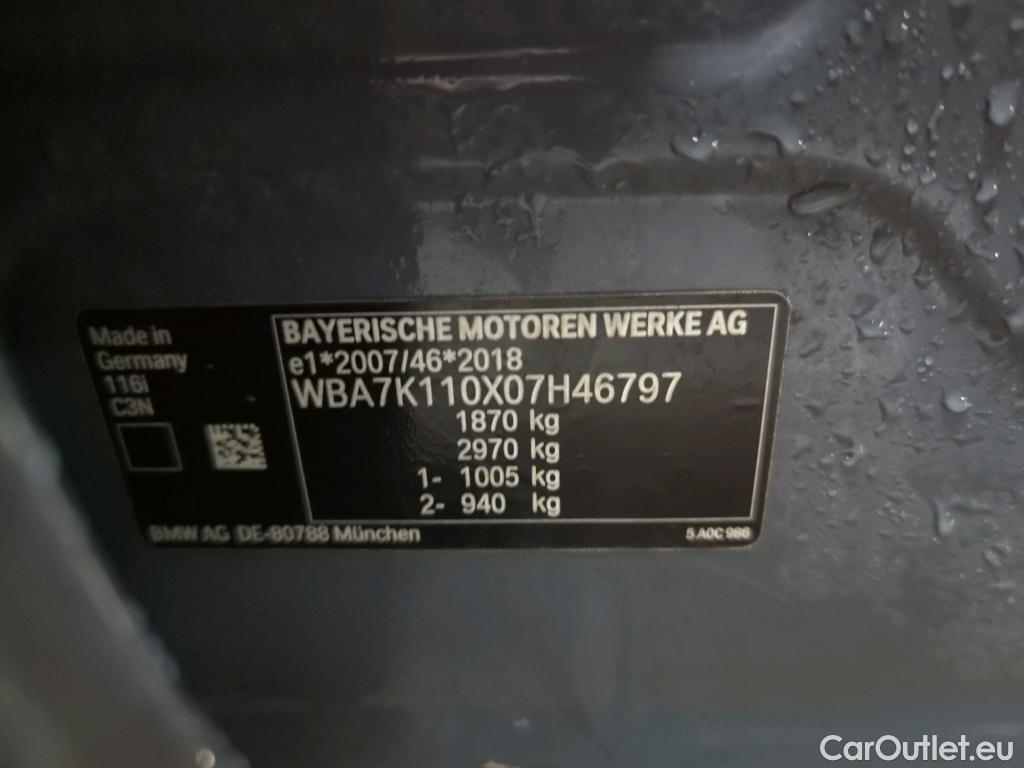 Made in
Germany
116i
C3N
BAYERISCHE MOTOREN WERKE AG
e1*2007/46*2018
WBA7K110X07H46797
1870 kg
2970 kg
1- 1005 kg
2- 940 kg
BMW AG DE-80788 München
5 A0C 986
CarOutlet.eu